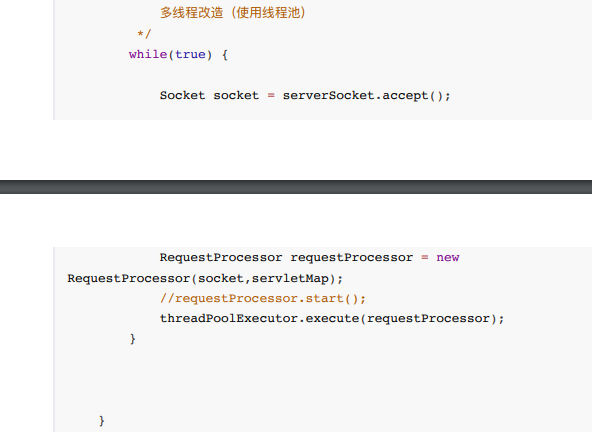 多线程改造（使用线程池）
*/
while(true) {
Socket socket = serverSocket.accept();
RequestProcessor requestProcessor = new
RequestProcessor(socket,servletMap);
//requestProcessor.start();
threadPoolExecutor.execute(requestProcessor);
}
}